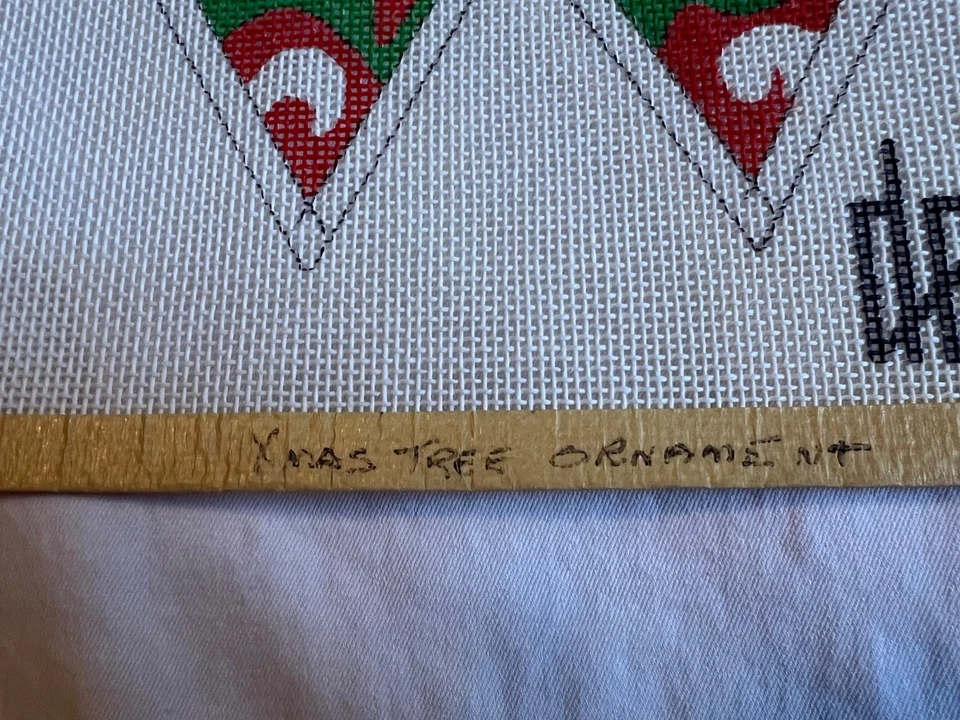 XMAS TREE ORNAMENT